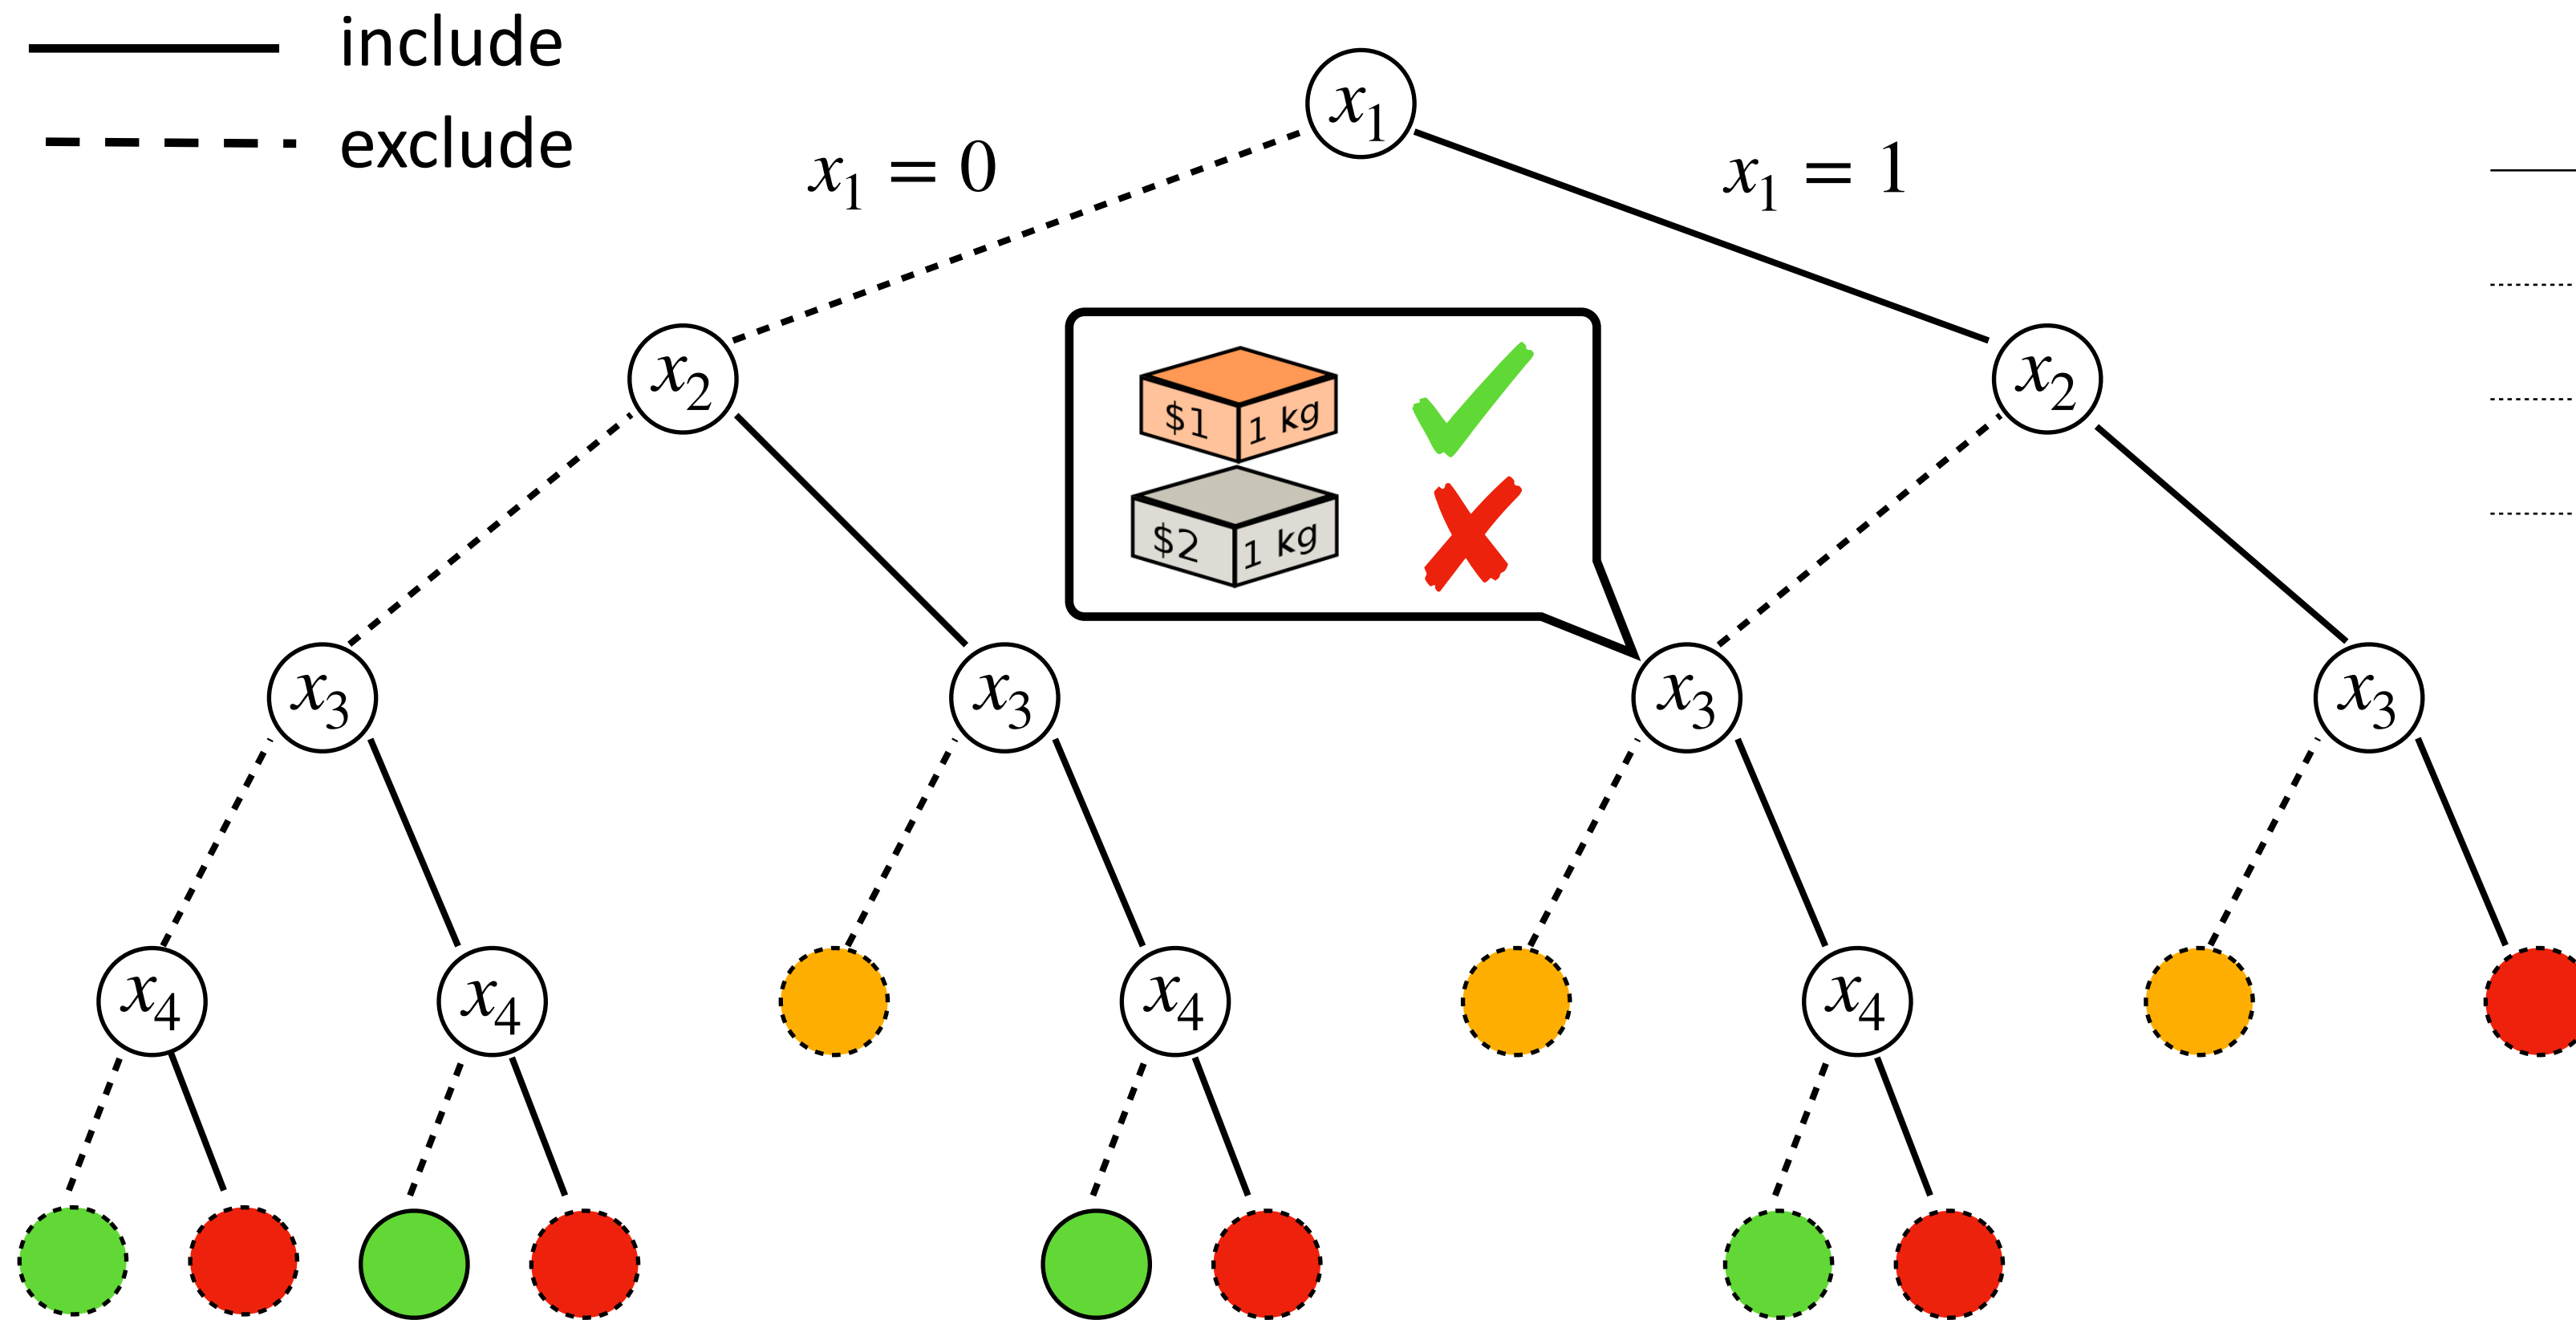 include
exclude
x₁
x₁ = 0
x₁ = 1
x₂
x₂
$1 1 kg
$2 1 kg
x₃
x₃
x₃
x₃
x₄
x₄
x₄
x₄